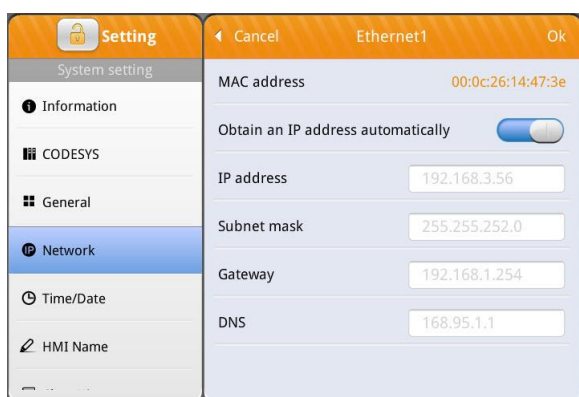 Setting
System setting
Information
CODESYS
General
Network
Time/Date
HMI Name
Cancel Ethernet1 Ok
MAC address 00:0c:26:14:47:3e
Obtain an IP address automatically
IP address 192.168.3.56
Subnet mask 255.255.252.0
Gateway 192.168.1.254
DNS 168.95.1.1